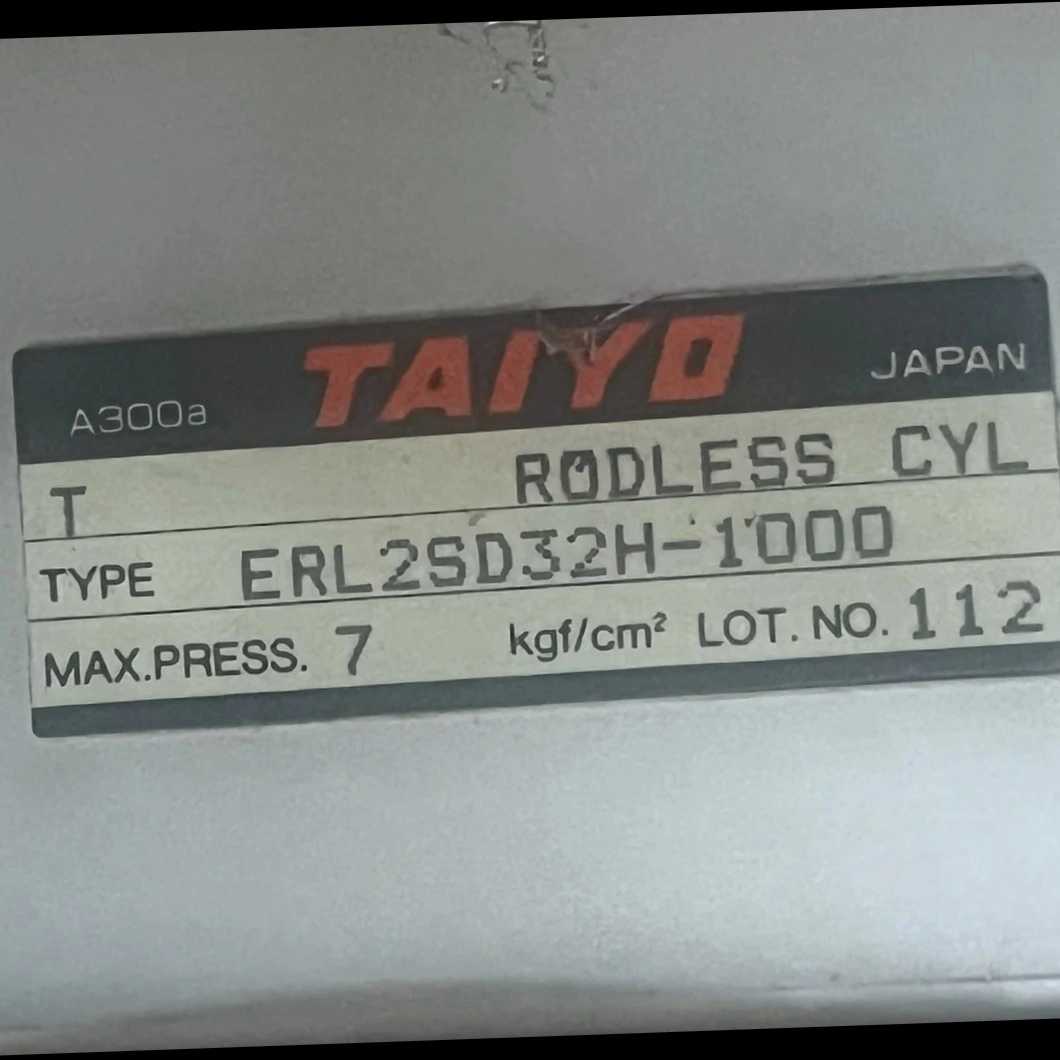 A300a TAIYO JAPAN
T RODLESS CYL
TYPE ERL2SD32H-1000
MAX.PRESS. 7 kgf/cm² LOT. NO. 112